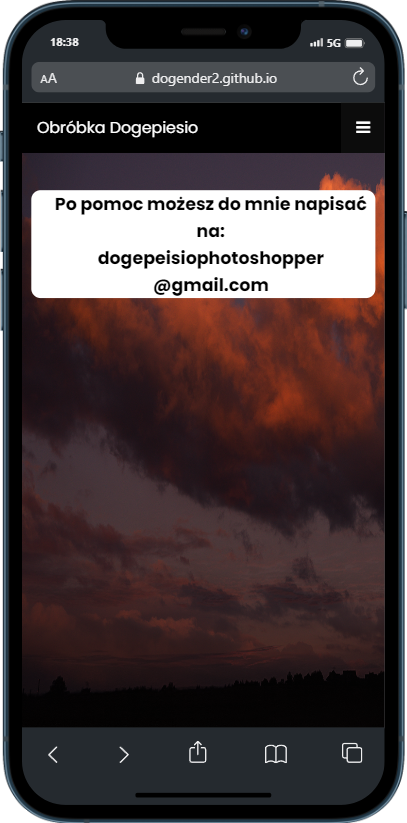 18:38
5G
AA
dogender2.github.io
Obróbka Dogepiesio
Po pomoc możesz do mnie napisać
na:
dogepeisiophotoshopper
@gmail.com